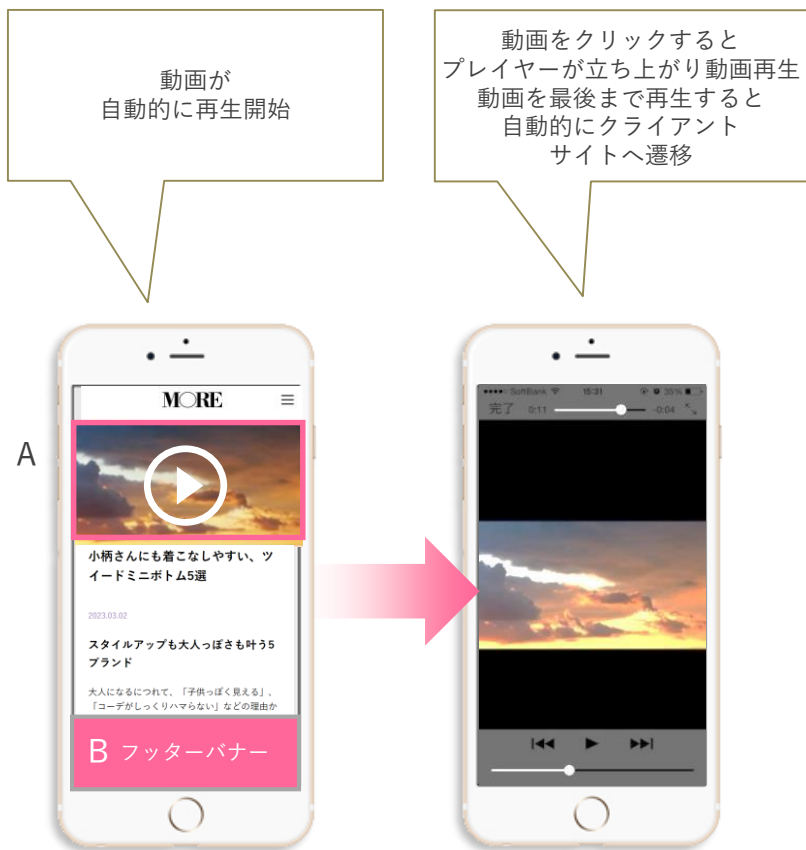 動画が
自動的に再生開始
動画をクリックすると
プレイヤーが立ち上がり動画再生
動画を最後まで再生すると
自動的にクライアント
サイトへ遷移
A
MORE
小柄さんにも着こなしやすい、ツ
イードミニボトム5選
2023.03.02
スタイルアップも大人っぽさも叶う5
ブランド
大人になるにつれて、「子供っぽく見える」、
「コーデがしっくりハマらない」などの理由か
B フッターバナー
SoftBank 15:31 35%
完了 0:11 -0:04